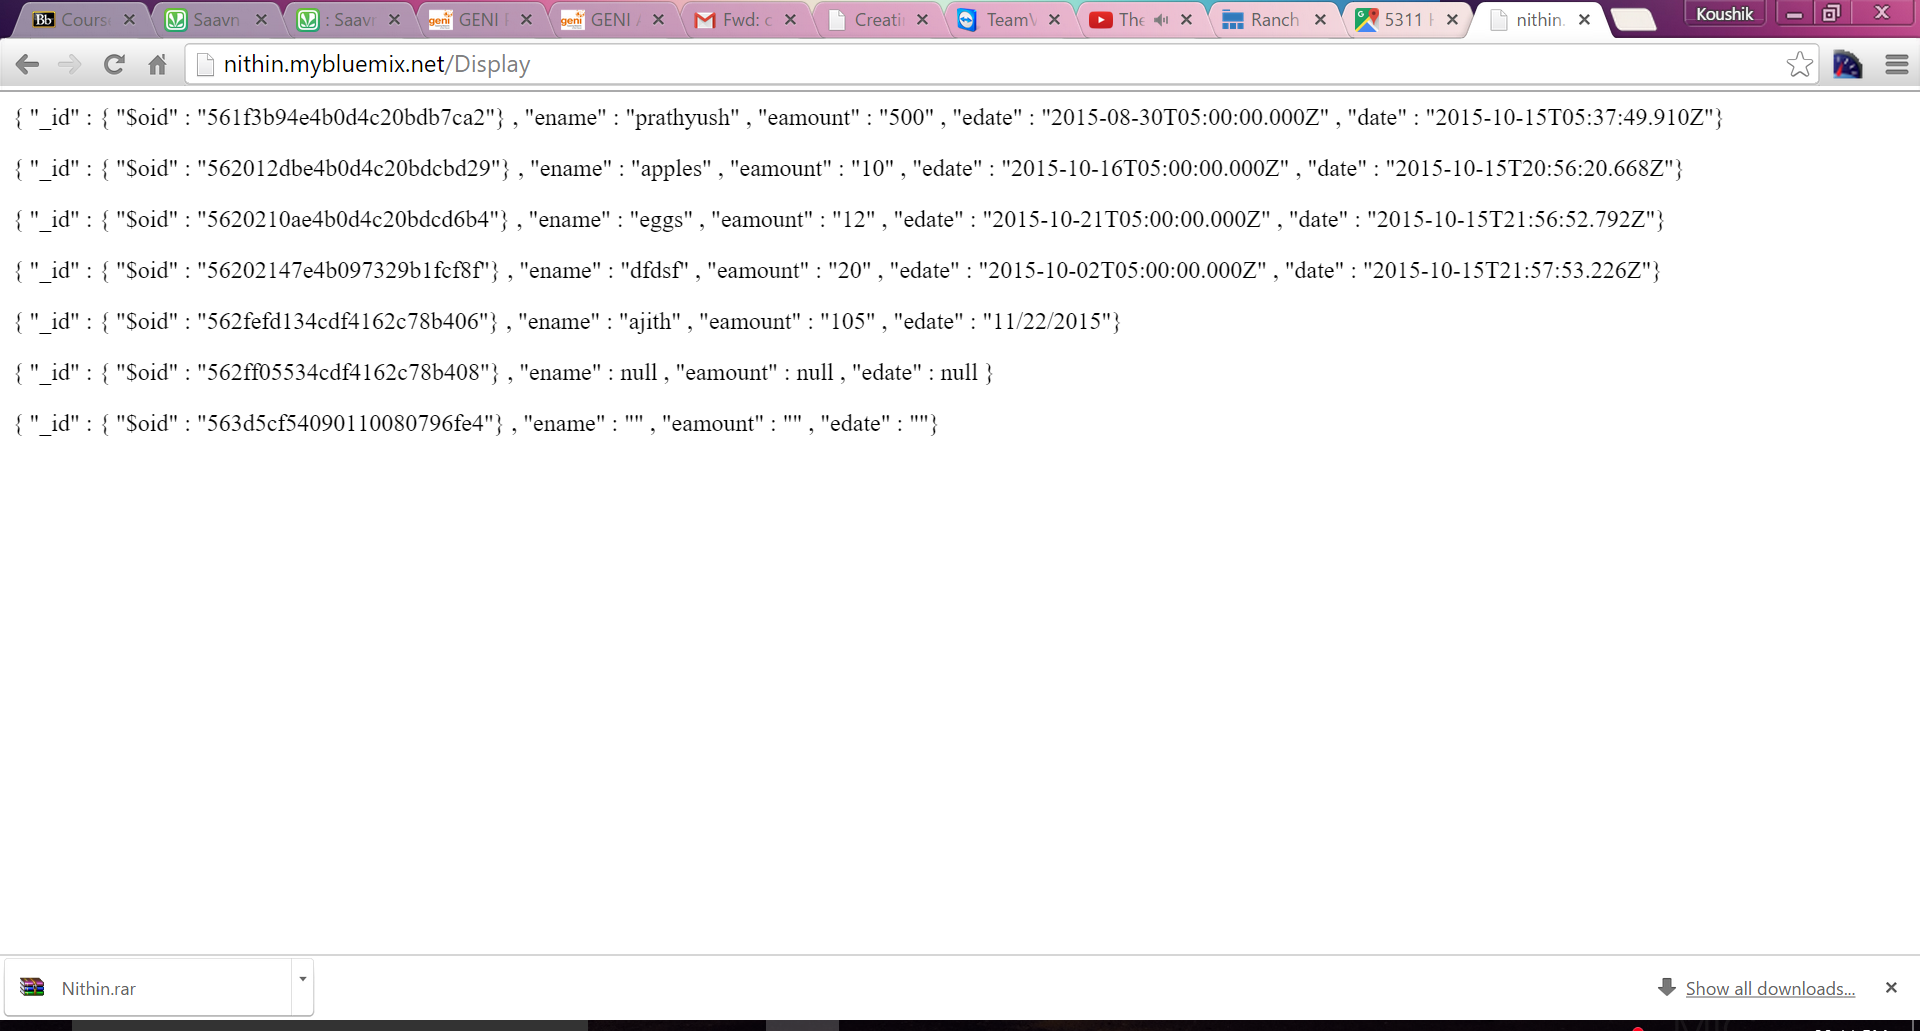 Bb Course Saavn : Saavn GENI GENI Fwd: Creati Team The Ranch 5311 nithin. Koushik
nithin.mybluemix.net/Display
{ "_id" : { "$oid" : "561f3b94e4b0d4c20bdb7ca2"} , "ename" : "prathyush" , "eamount" : "500" , "edate" : "2015-08-30T05:00:00.000Z" , "date" : "2015-10-15T05:37:49.910Z"}
{ "_id" : { "$oid" : "562012dbe4b0d4c20bdcbd29"} , "ename" : "apples" , "eamount" : "10" , "edate" : "2015-10-16T05:00:00.000Z" , "date" : "2015-10-15T20:56:20.668Z"}
{ "_id" : { "$oid" : "5620210ae4b0d4c20bdcd6b4"} , "ename" : "eggs" , "eamount" : "12" , "edate" : "2015-10-21T05:00:00.000Z" , "date" : "2015-10-15T21:56:52.792Z"}
{ "_id" : { "$oid" : "56202147e4b097329b1fcf8f"} , "ename" : "dfdsf" , "eamount" : "20" , "edate" : "2015-10-02T05:00:00.000Z" , "date" : "2015-10-15T21:57:53.226Z"}
{ "_id" : { "$oid" : "562fefd134cdf4162c78b406"} , "ename" : "ajith" , "eamount" : "105" , "edate" : "11/22/2015"}
{ "_id" : { "$oid" : "562ff05534cdf4162c78b408"} , "ename" : null , "eamount" : null , "edate" : null }
{ "_id" : { "$oid" : "563d5cf54090110080796fe4"} , "ename" : "" , "eamount" : "" , "edate" : ""}
Nithin.rar Show all downloads...